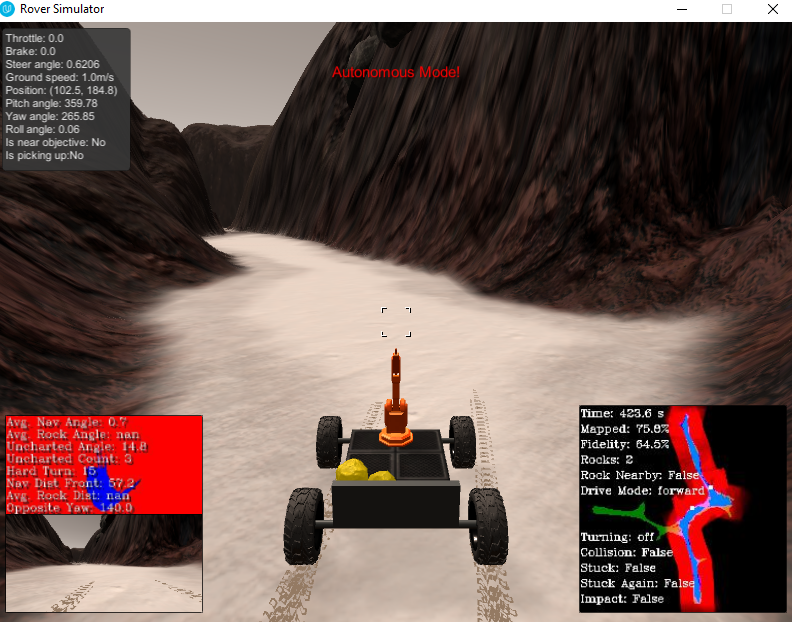 Rover Simulator
Throttle: 0.0
Brake: 0.0
Steer angle: 0.6206
Ground speed: 1.0m/s
Position: (102.5, 184.8)
Pitch angle: 359.78
Yaw angle: 265.85
Roll angle: 0.06
Is near objective: No
Is picking up:No
Autonomous Mode!
Avg. Nav Angle: 0.7
Avg. Rock Angle: nan
Uncharted Angle: 14.8
Uncharted Count: 3
Hard Turn: 15
Nav Dist Front: 57.2
Avg. Rock Dist: nan
Opposite Yaw: 140.0
Time: 423.6 s
Mapped: 75.8%
Fidelity: 64.5%
Rocks: 2
Rock Nearby: False
Drive Mode: forward
Turning: off
Collision: False
Stuck: False
Stuck Again: False
Impact: False